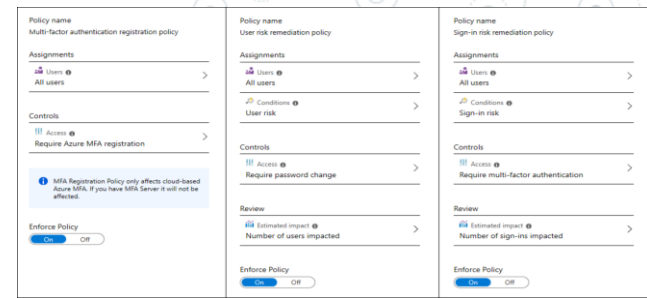 Policy name
Multi-factor authentication registration policy
Assignments
Users
All users
Controls
Access
Require Azure MFA registration
MFA Registration Policy only affects cloud-based
Azure MFA. If you have MFA Server it will not be
affected.
Enforce Policy
On Off
Policy name
User risk remediation policy
Assignments
Users
All users
Conditions
User risk
Controls
Access
Require password change
Review
Estimated impact
Number of users impacted
Enforce Policy
On Off
Policy name
Sign-in risk remediation policy
Assignments
Users
All users
Conditions
Sign-in risk
Controls
Access
Require multi-factor authentication
Review
Estimated impact
Number of sign-ins impacted
Enforce Policy
On Off